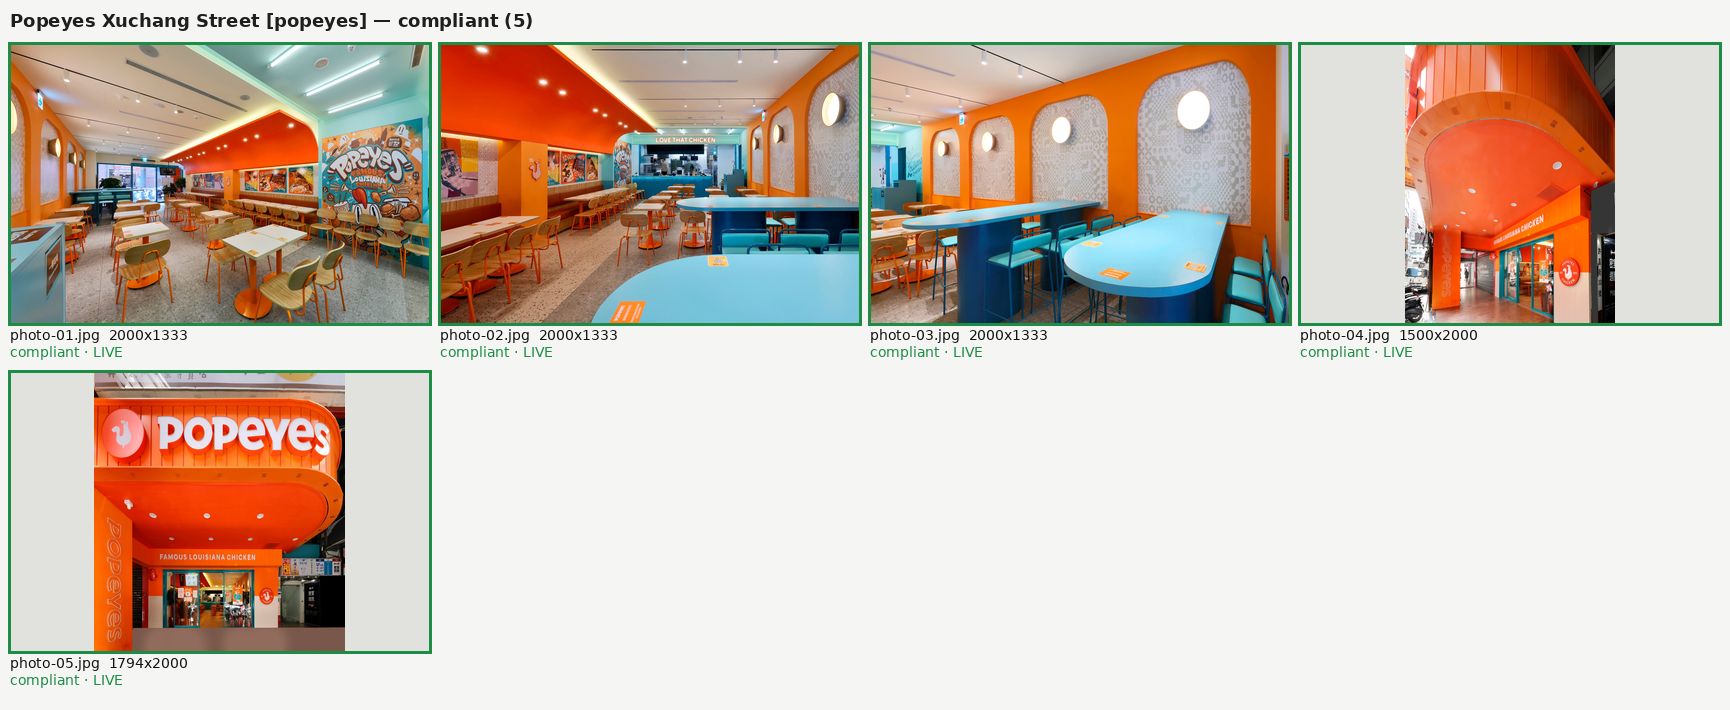 Popeyes Xuchang Street [popeyes] — compliant (5)
POPEYES
LOUISIANA
LOVE THAT CHICKEN
LOUISIANA CHICKEN
photo-01.jpg 2000x1333
compliant · LIVE
photo-02.jpg 2000x1333
compliant · LIVE
photo-03.jpg 2000x1333
compliant · LIVE
photo-04.jpg 1500x2000
compliant · LIVE
POPEYES
popeyes
FAMOUS LOUISIANA CHICKEN
photo-05.jpg 1794x2000
compliant · LIVE